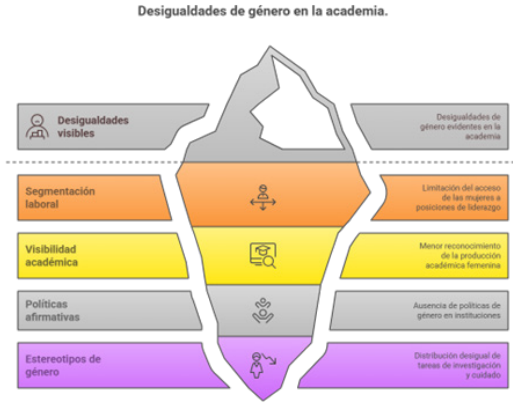 Desigualdades de género en la academia.
Desigualdades
visibles
Desigualdades de
género evidentes en la
academia
Segmentación
laboral
Limitación del acceso
de las mujeres a
posiciones de liderazgo
Visibilidad
académica
Menor reconocimiento
de la producción
académica femenina
Políticas
afirmativas
Ausencia de políticas de
género en instituciones
Estereotipos de
género
Distribución desigual de
tareas de investigación
y cuidado